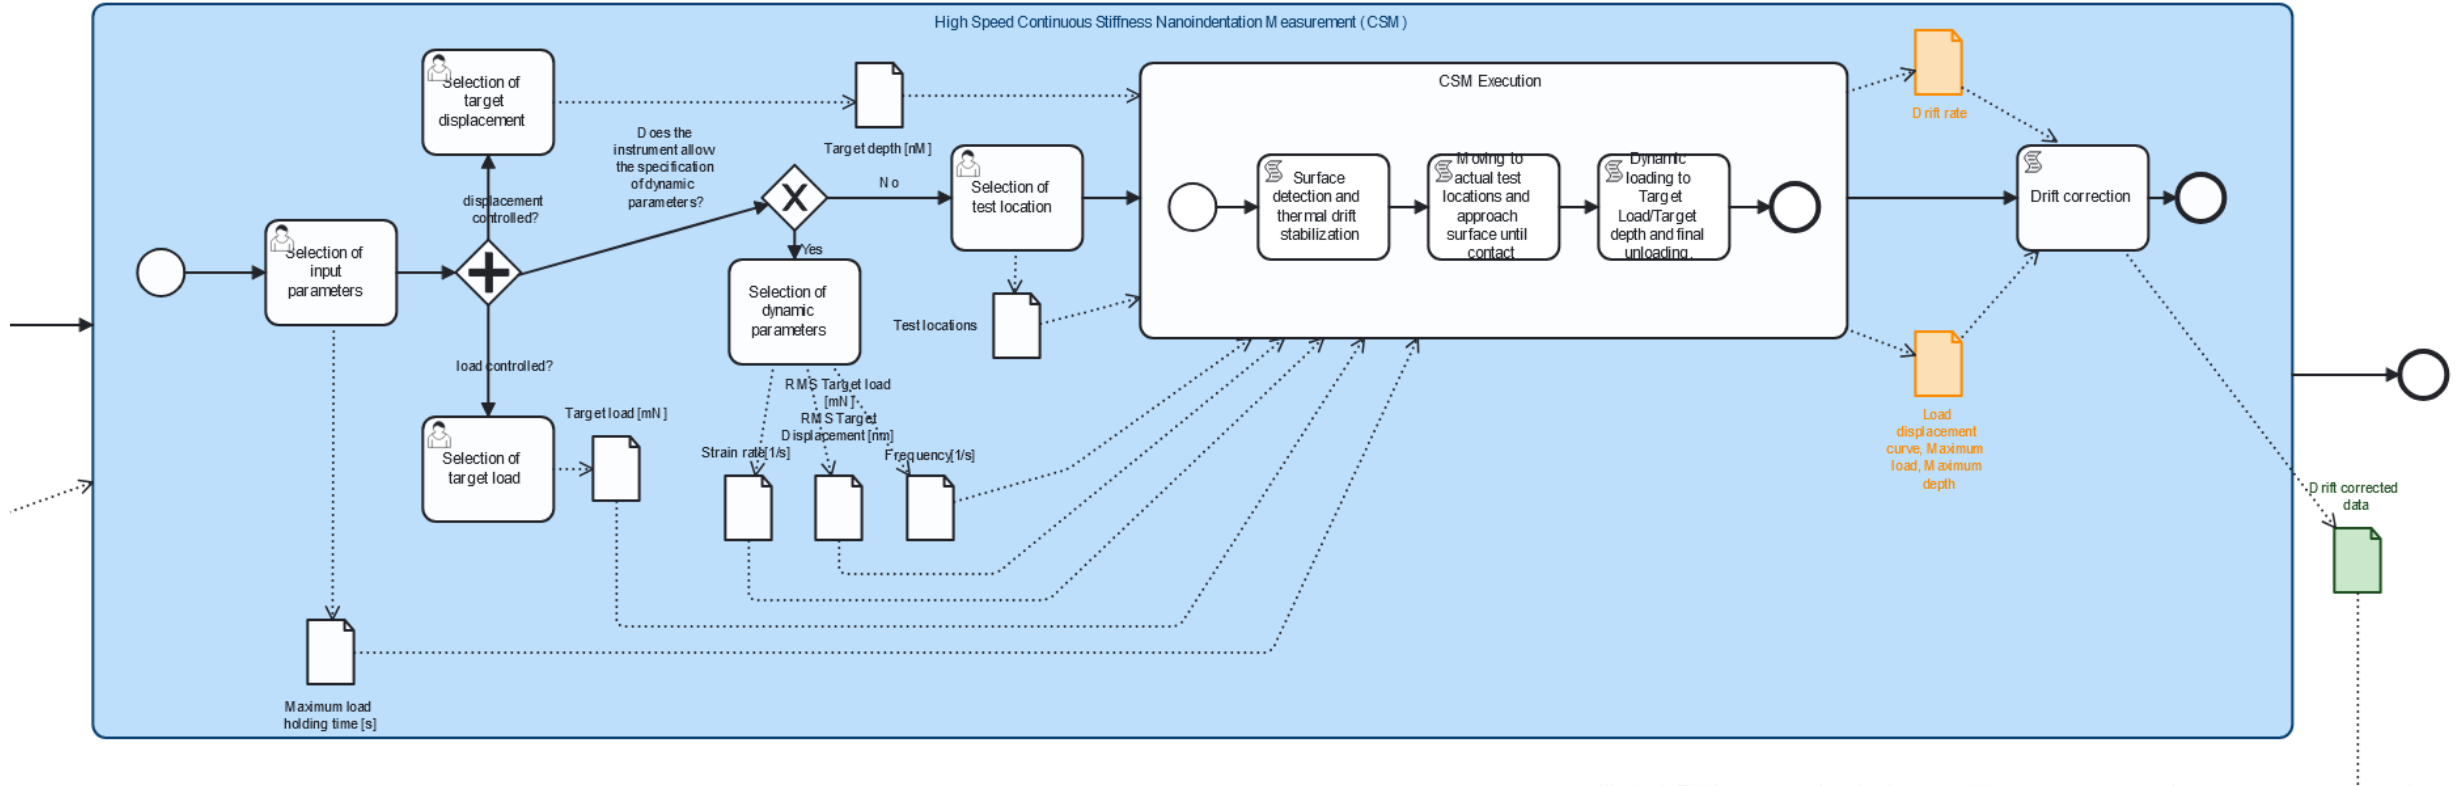 High Speed Continuous Stiffness Nanoindentation Measurement (CSM)
Selection of
target
displacement
Does the
instrument allow
the specification
of dynamic
parameters?
Target depth [nM]
displacement
controlled?
Selection of
input
parameters
load controlled?
Selection of
target load
Target load [mN]
Maximum load
holding time [s]
X
No
Yes
Selection of
dynamic
parameters
RMS Target load
[mN]
RMS Target
Displacement [nm]
Strain rate[1/s]
Frequency[1/s]
Selection of
test location
Test locations
CSM Execution
Surface
detection and
thermal drift
stabilization
Moving to
actual test
locations and
approach
surface until
contact
Dynamic
loading to
Target
Load/Target
depth and final
unloading.
Drift rate
Drift correction
Load
displacement
curve, Maximum
load, Maximum
depth
Drift corrected
data